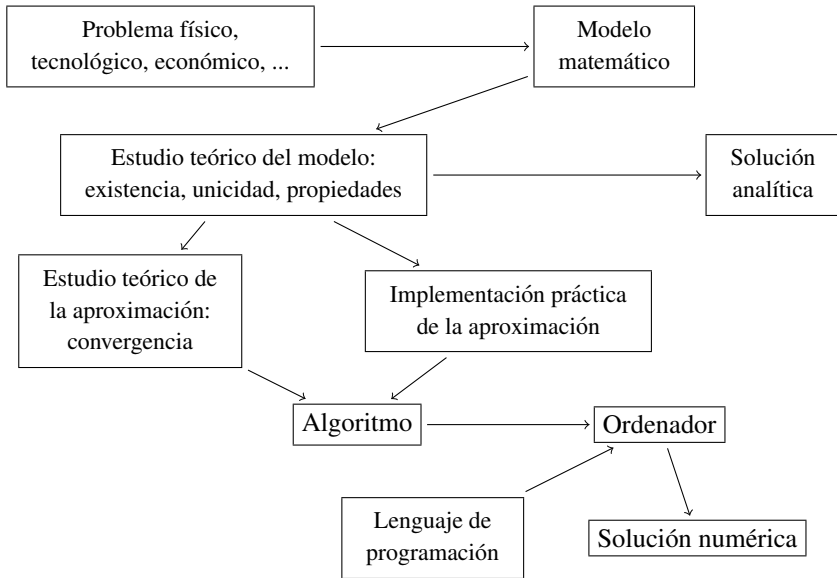 Problema físico,
tecnológico, económico, ...
Modelo
matemático
Estudio teórico del modelo:
existencia, unicidad, propiedades
Solución
analítica
Estudio teórico de
la aproximación:
convergencia
Implementación práctica
de la aproximación
Algoritmo
Ordenador
Lenguaje de
programación
Solución numérica